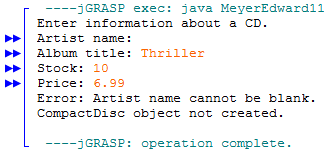 ----jGRASP exec: java MeyerEdward11
Enter information about a CD.
Artist name:
Album title: Thriller
Stock: 10
Price: 6.99
Error: Artist name cannot be blank.
CompactDisc object not created.
----jGRASP: operation complete.